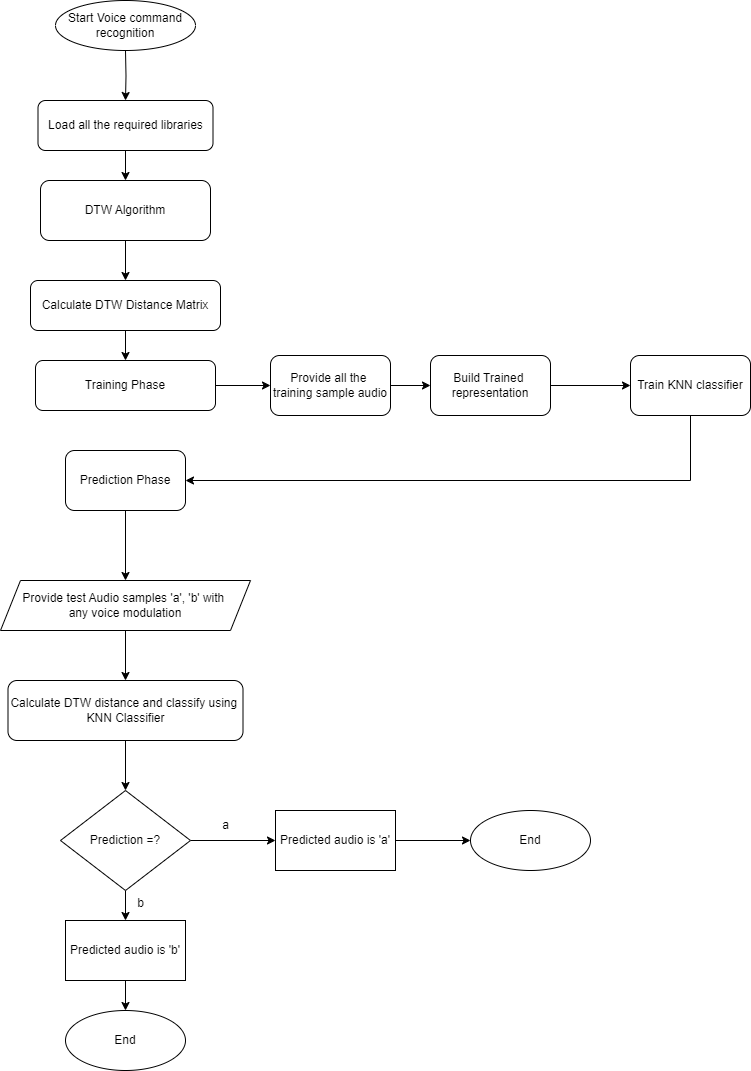 Start Voice command
recognition
Load all the required libraries
DTW Algorithm
Calculate DTW Distance Matrix
Training Phase
Provide all the
training sample audio
Build Trained
representation
Train KNN classifier
Prediction Phase
Provide test Audio samples 'a', 'b' with
any voice modulation
Calculate DTW distance and classify using
KNN Classifier
Prediction =?
a
Predicted audio is 'a'
End
b
Predicted audio is 'b'
End